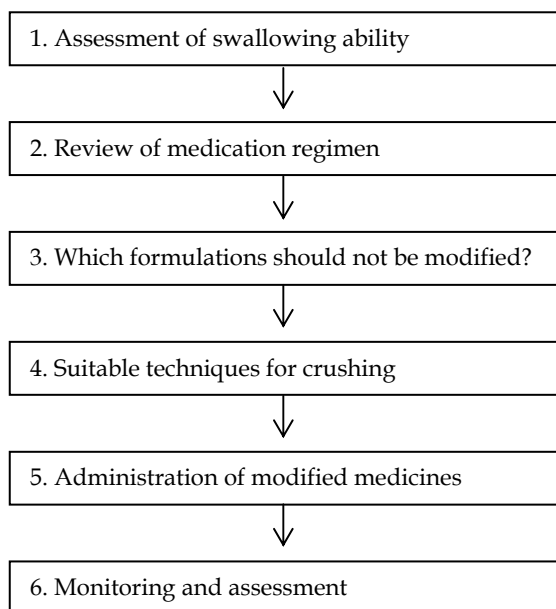 1. Assessment of swallowing ability
2. Review of medication regimen
3. Which formulations should not be modified?
4. Suitable techniques for crushing
5. Administration of modified medicines
6. Monitoring and assessment